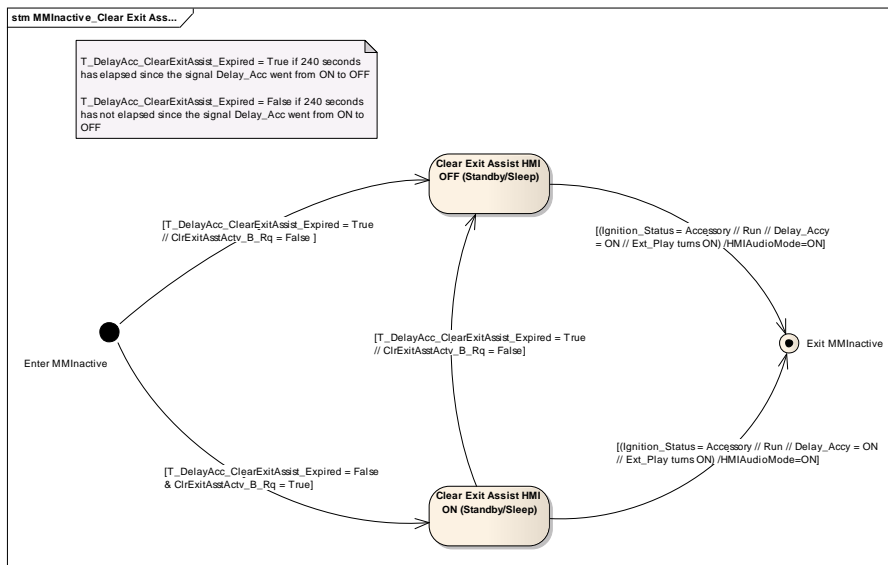 stm MMInactive_Clear Exit Ass...
T_DelayAcc_ClearExitAssist_Expired = True if 240 seconds
has elapsed since the signal Delay_Acc went from ON to OFF
T_DelayAcc_ClearExitAssist_Expired = False if 240 seconds
has not elapsed since the signal Delay_Acc went from ON to
OFF
Clear Exit Assist HMI
OFF (Standby/Sleep)
[T_DelayAcc_ClearExitAssist_Expired = True
// ClrExitAsstActv_B_Rq = False ]
[(Ignition_Status = Accessory // Run // Delay_Accy
= ON // Ext_Play turns ON) /HMIAudioMode=ON]
[T_DelayAcc_ClearExitAssist_Expired = True
// ClrExitAsstActv_B_Rq = False]
Enter MMInactive
Exit MMInactive
[T_DelayAcc_ClearExitAssist_Expired = False
& ClrExitAsstActv_B_Rq = True]
[(Ignition_Status = Accessory // Run // Delay_Accy = ON
// Ext_Play turns ON) /HMIAudioMode=ON]
Clear Exit Assist HMI
ON (Standby/Sleep)